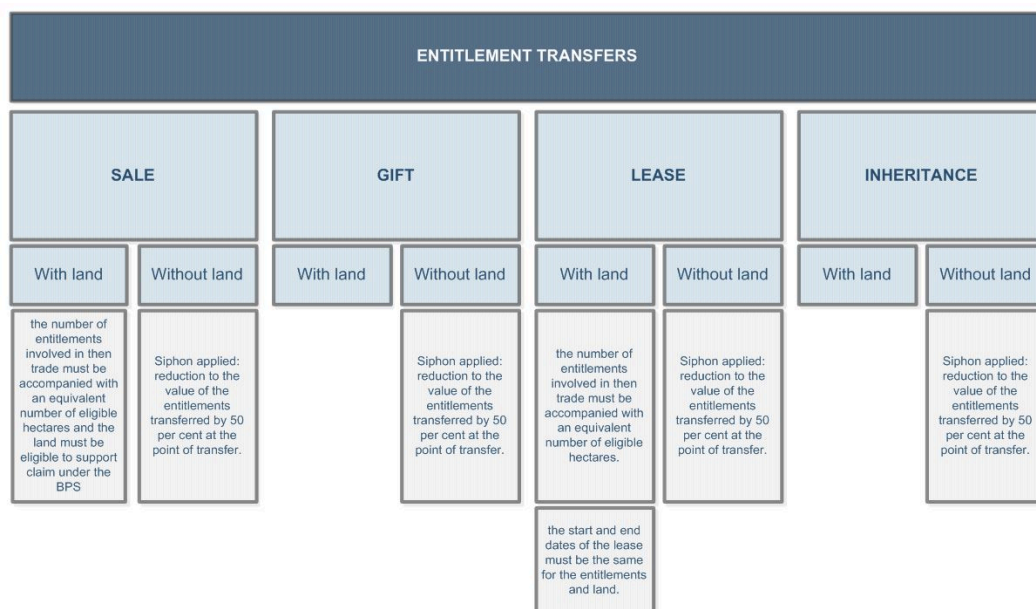 ENTITLEMENT TRANSFERS
SALE
GIFT
LEASE
INHERITANCE
With land
Without land
With land
Without land
With land
Without land
With land
Without land
the number of
entitlements
involved in then
trade must be
accompanied with
an equivalent
number of eligible
hectares and the
land must be
eligible to support
claim under the
BPS
Siphon applied:
reduction to the
value of the
entitlements
transferred by 50
per cent at the
point of transfer.
Siphon applied:
reduction to the
value of the
entitlements
transferred by 50
per cent at the
point of transfer.
the number of
entitlements
involved in then
trade must be
accompanied with
an equivalent
number of eligible
hectares.
Siphon applied:
reduction to the
value of the
entitlements
transferred by 50
per cent at the
point of transfer.
Siphon applied:
reduction to the
value of the
entitlements
transferred by 50
per cent at the
point of transfer.
the start and end
dates of the lease
must be the same
for the entitlements
and land.